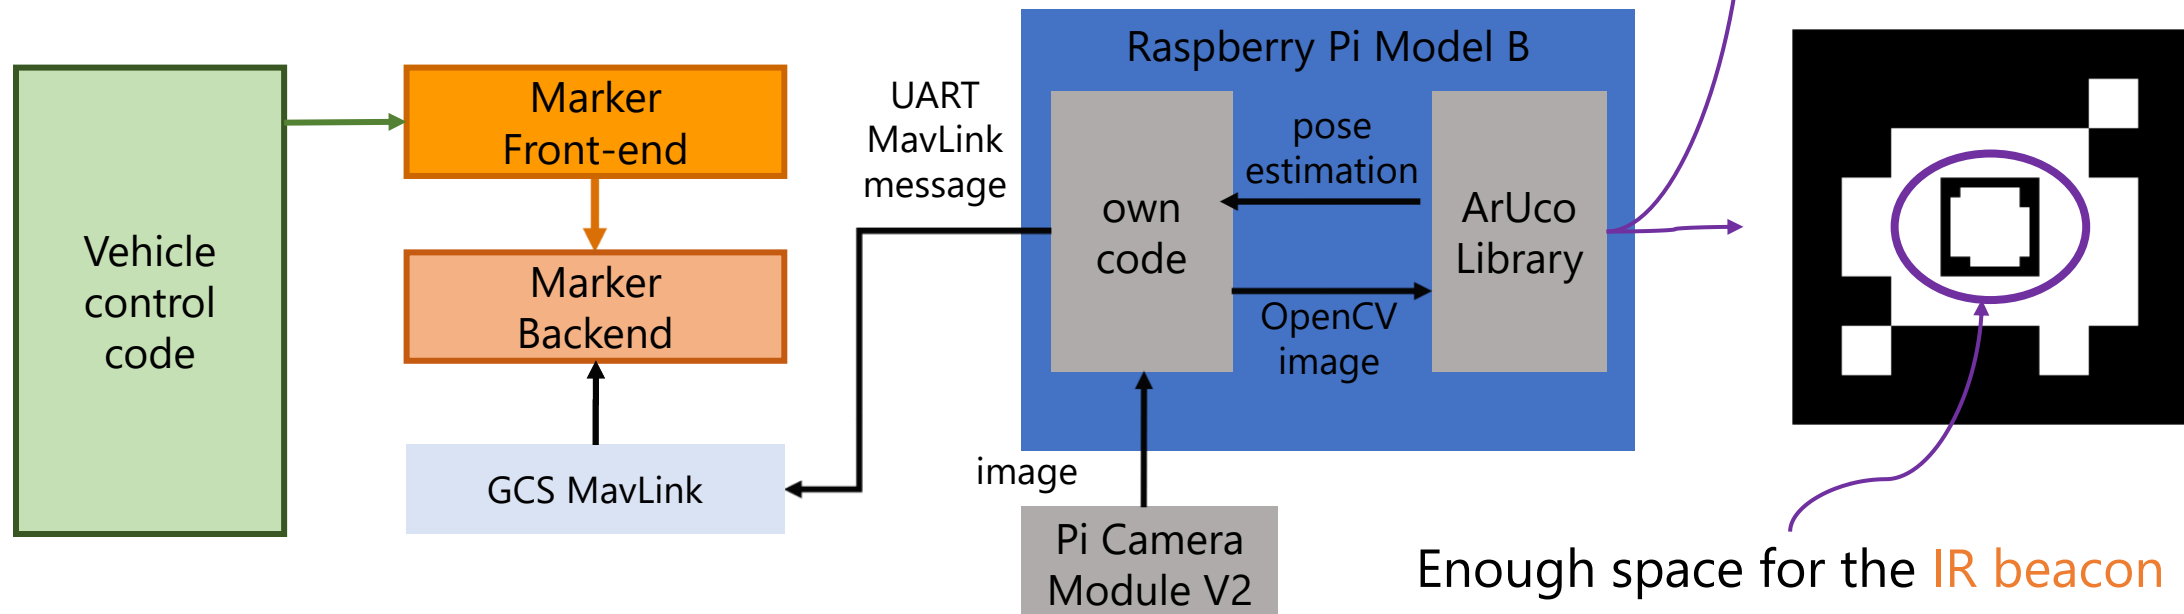 Vehicle
control
code
Marker
Front-end
Marker
Backend
GCS MavLink
UART
MavLink
message
Raspberry Pi Model B
own
code
pose
estimation
OpenCV
image
ArUco
Library
image
Pi Camera
Module V2
Enough space for the IR beacon